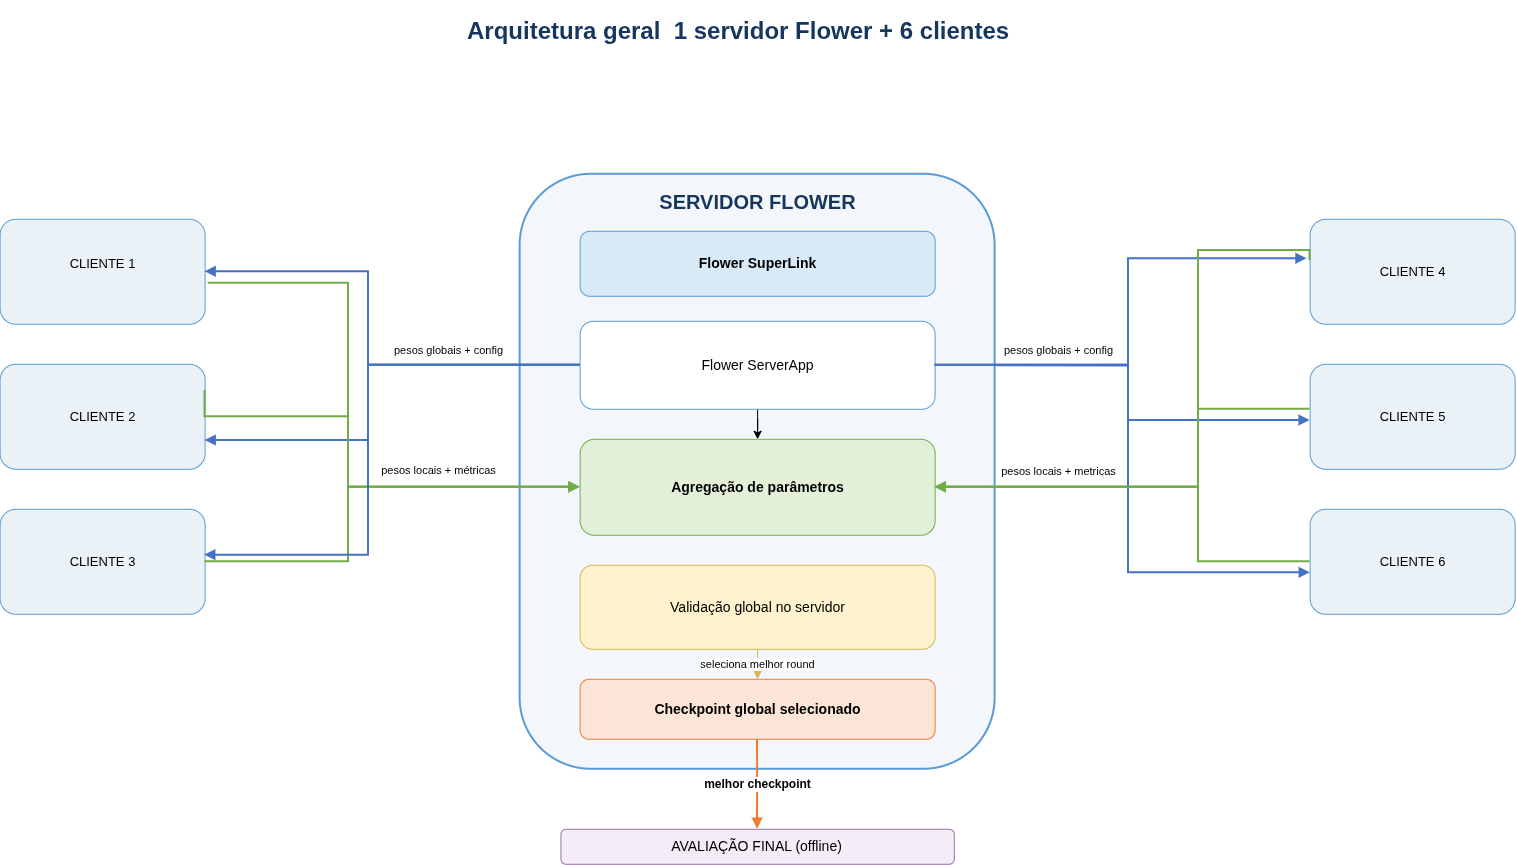 Arquitetura geral  1 servidor Flower + 6 clientes
SERVIDOR FLOWER
Flower SuperLink
Flower ServerApp
Agregação de parâmetros
Validação global no servidor
seleciona melhor round
Checkpoint global selecionado
melhor checkpoint
AVALIAÇÃO FINAL (offline)
CLIENTE 1
CLIENTE 2
CLIENTE 3
pesos globais + config
pesos locais + métricas
pesos globais + config
pesos locais + metricas
CLIENTE 4
CLIENTE 5
CLIENTE 6